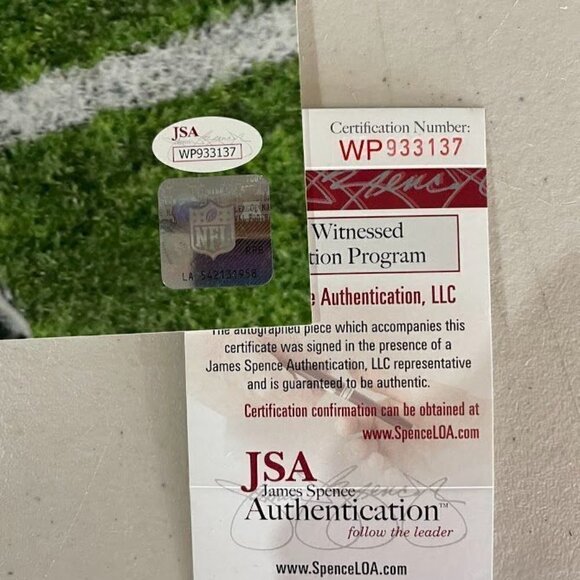 JSA
WP933137
NFL
LA 542131958
Certification Number:
WP933137
Witnessed
tion Program
e Authentication, LLC
The autographed piece which accompanies this
certificate was signed in the presence of a
James Spence Authentication, LLC representative
and is guaranteed to be authentic.
Certification confirmation can be obtained at
www.SpenceLOA.com
JSA
James Spence
Authentication™
follow the leader
www.SpenceLOA.com